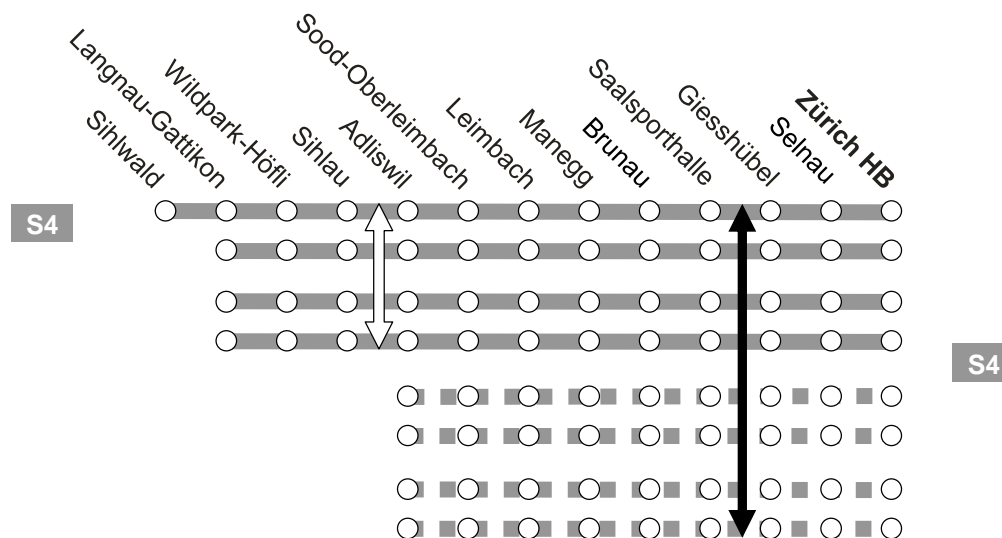 Sihlwald
Langnau-Gattikon
Wildpark-Höfli
Sihlau
Adliswil
Sood-Oberleimbach
Leimbach
Manegg
Brunau
Saalsporthalle
Giesshübel
Selnau
Zürich HB
S4
S4